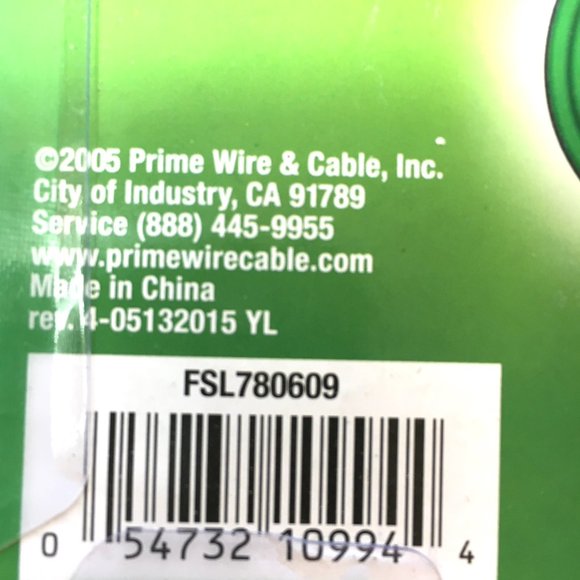 ©2005 Prime Wire & Cable, Inc.
City of Industry, CA 91789
Service (888) 445-9955
www.primewirecable.com
Made in China
rev. 4-05132015 YL
FSL780609
0 54732 10994 4